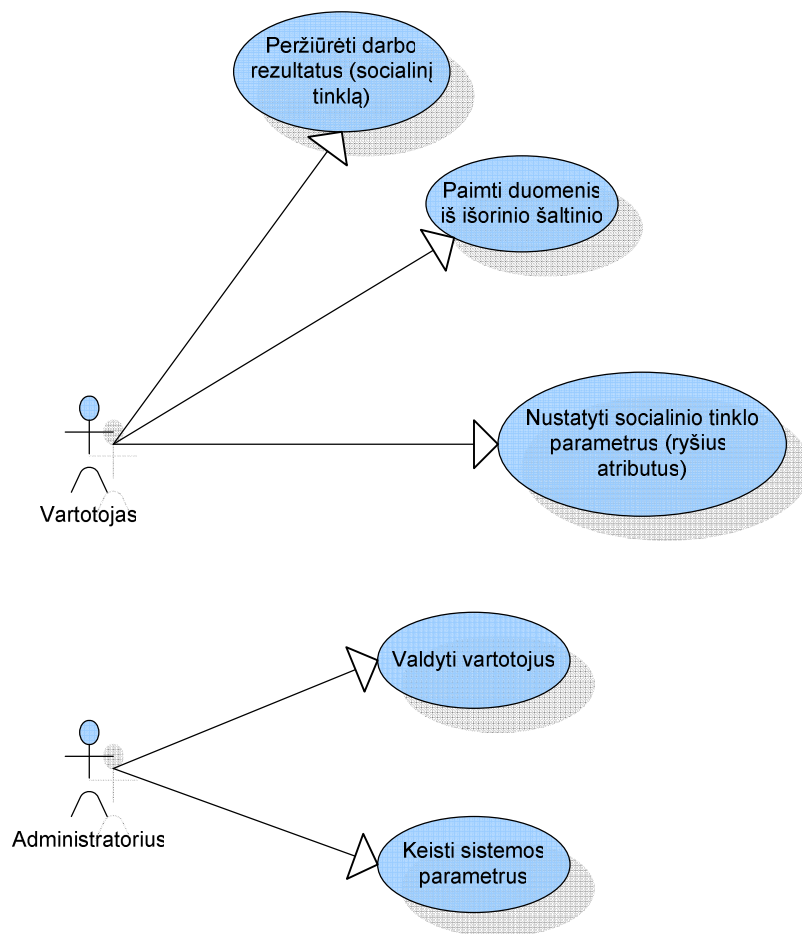 Peržiūrėti darbo
rezultatus (socialinį
tinklą)
Paimti duomenis
iš išorinio šaltinio
Nustatyti socialinio tinklo
parametrus (ryšius
atributus)
Vartotojas
Valdyti vartotojus
Administratorius
Keisti sistemos
parametrus